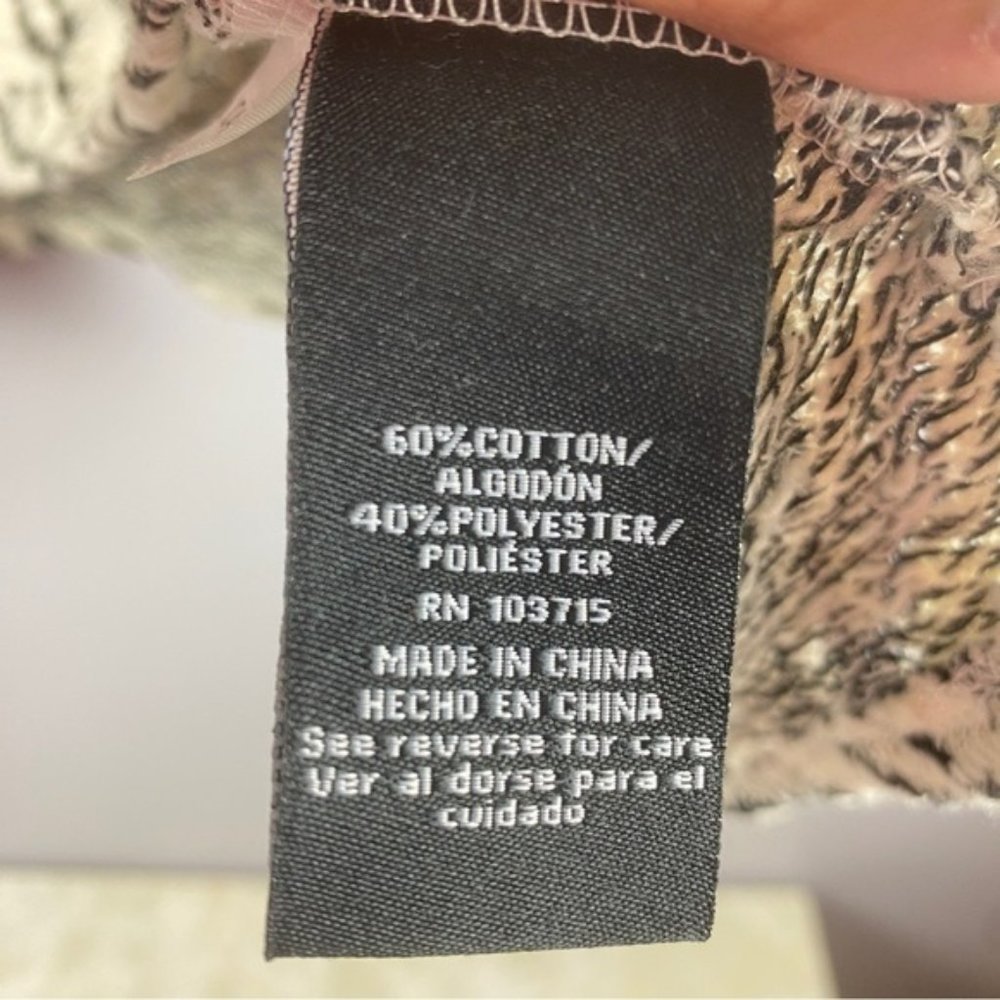 60%COTTON/
ALGODÓN
40%POLYESTER/
POLIÉSTER
RN 103715
MADE IN CHINA
HECHO EN CHINA
See reverse for care
Ver al dorse para el
cuidado